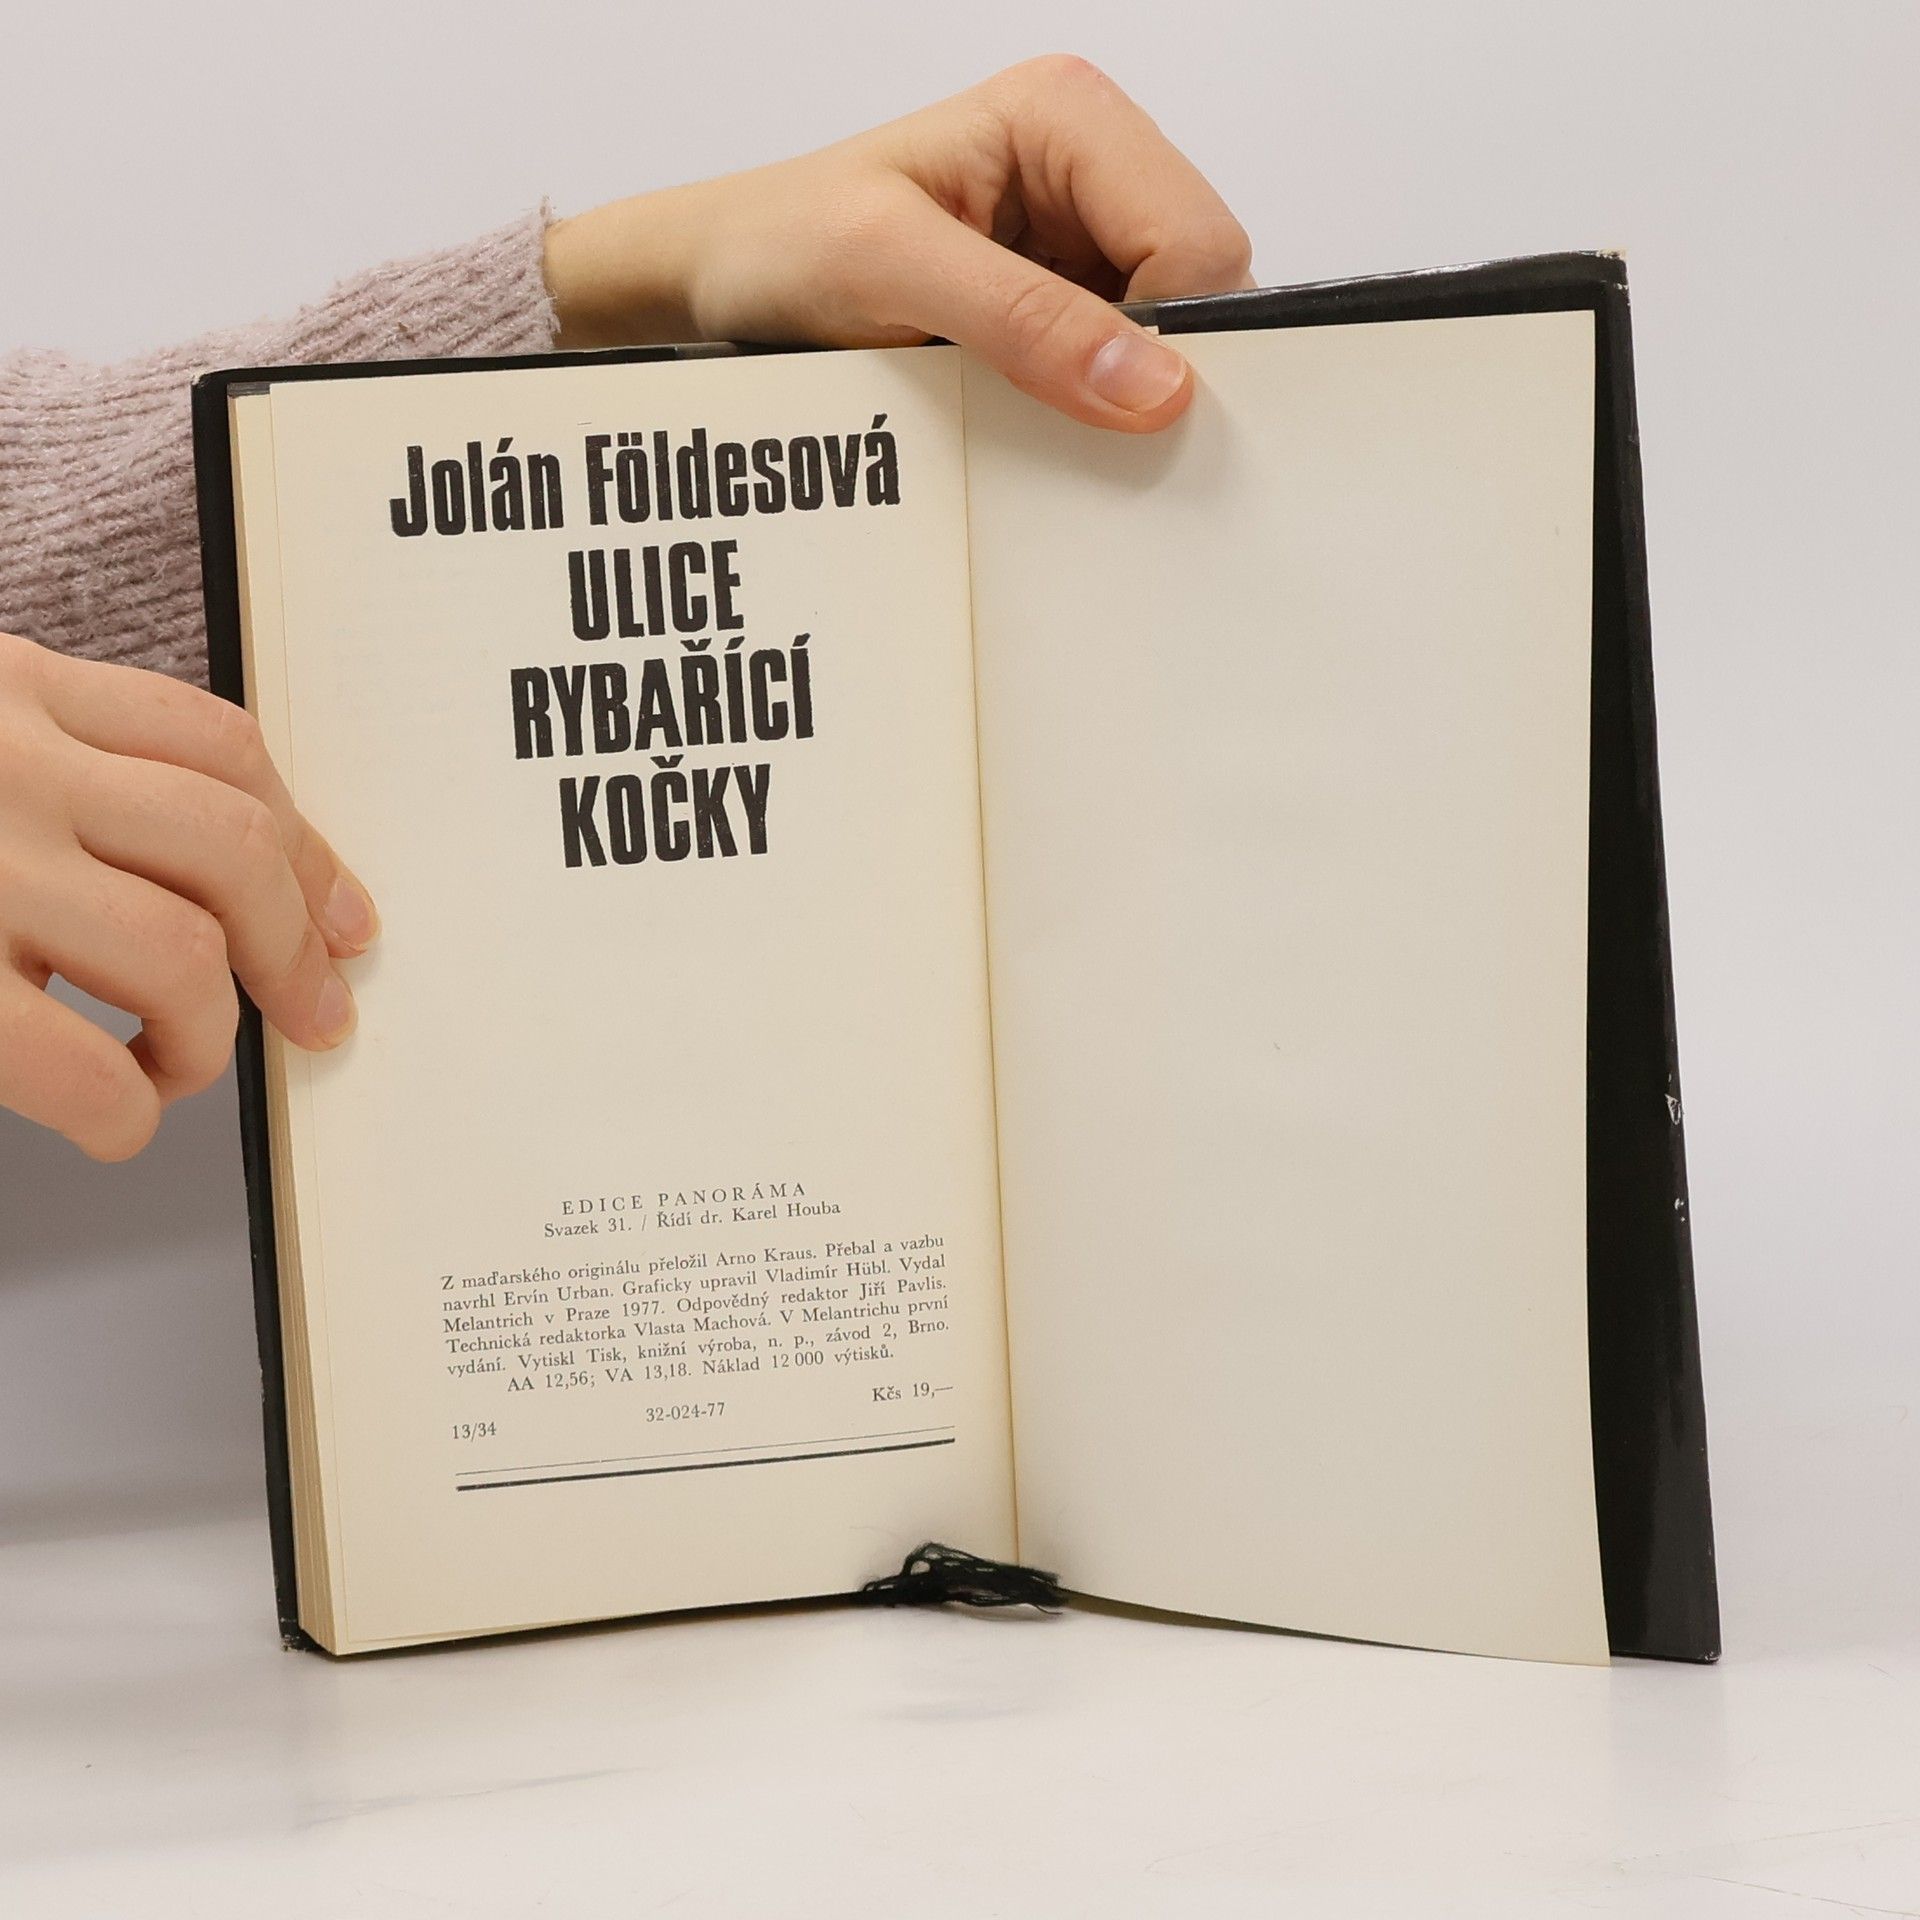 Jolán Földesová
ULICE
RYBAŘÍCÍ
KOČKY
EDICE PANORÁMA
Svazek 31. / Řídí dr. Karel Houba
Z maďarského originálu přeložil Arno Kraus. Přebal a vazbu
navrhl Ervín Urban. Graficky upravil Vladimír Hübl. Vydal
Melantrich v Praze 1977. Odpovědný redaktor Jiří Pavlis.
Technická redaktorka Vlasta Machová. V Melantrichu první
vydání. Vytiskl Tisk, knižní výroba, n. p., závod 2, Brno.
AA 12,56; VA 13,18. Náklad 12 000 výtisků.
13/34 32-024-77 Kčs 19,—